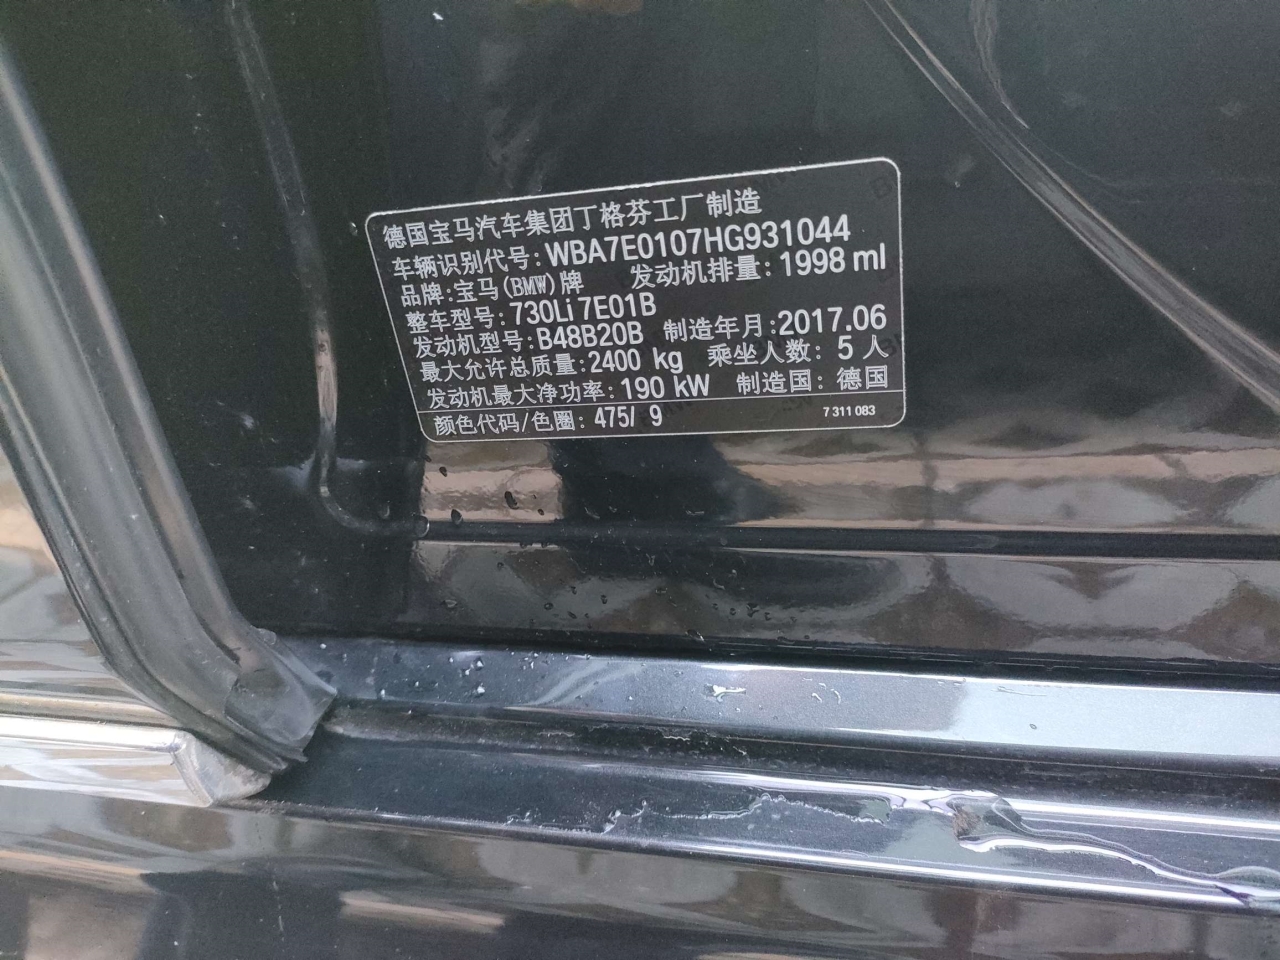 德国宝马汽车集团丁格芬工厂制造
车辆识别代号: WBA7E0107HG931044
品牌: 宝马(BMW)牌 发动机排量: 1998 ml
整车型号: 730Li 7E01B
发动机型号: B48B20B 制造年月: 2017.06
最大允许总质量: 2400 kg 乘坐人数: 5 人
发动机最大净功率: 190 kW 制造国: 德国
颜色代码/色圈: 475/ 9 7 311 083